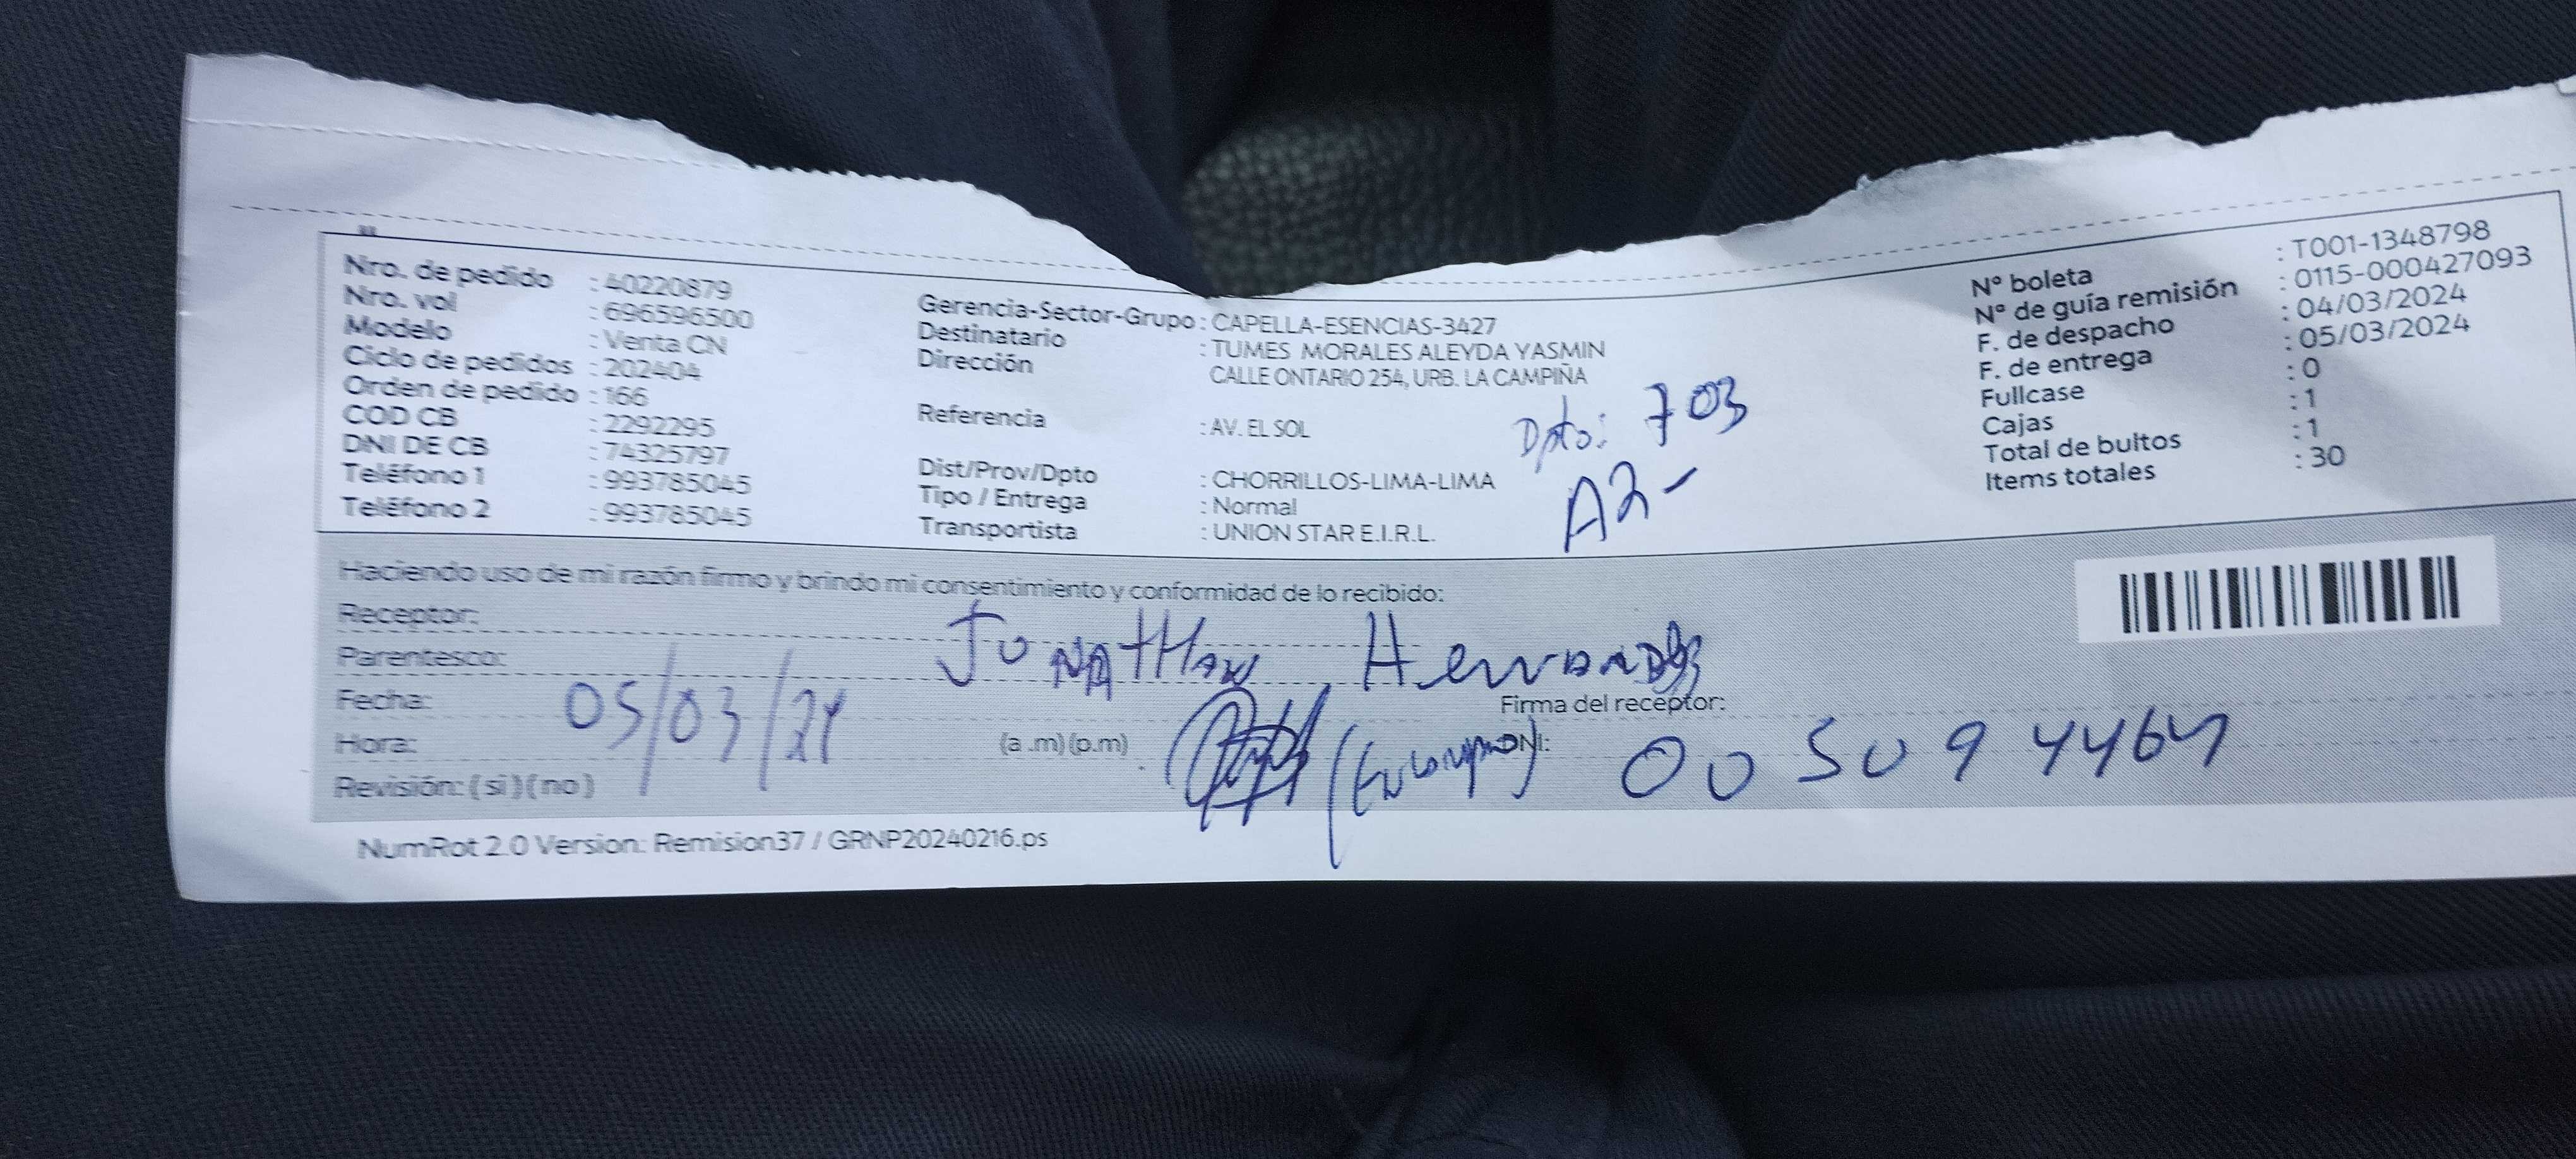 Nro. de pedido : 40220879
Nro. vol : 696596500
Modelo : Venta CN
Ciclo de pedidos : 202404
Orden de pedido : 166
COD CB : 2292295
DNI DE CB : 74325797
Teléfono 1 : 993785045
Teléfono 2 : 993785045
Gerencia-Sector-Grupo : CAPELLA-ESENCIAS-3427
Destinatario : TUMES MORALES ALEYDA YASMIN
Dirección CALLE ONTARIO 254, URB. LA CAMPIÑA
Referencia : AV. EL SOL
Dpto: 703
A2-
Dist/Prov/Dpto : CHORRILLOS-LIMA-LIMA
Tipo / Entrega : Normal
Transportista : UNION STAR E.I.R.L.
N° boleta : T001-1348798
N° de guía remisión : 0115-000427093
F. de despacho : 04/03/2024
F. de entrega : 05/03/2024
Fullcase : 0
Cajas : 1
Total de bultos : 1
Items totales : 30
Haciendo uso de mi razón firmo y brindo mi consentimiento y conformidad de lo recibido:
Receptor: Jonathan Hernandes
Parentesco:
Fecha: 05/03/24
Firma del receptor:
Hora: (a .m) (p.m)
DNI: 005094464
Revisión: ( si ) ( no )
NumRot 2.0 Version: Remision37 / GRNP20240216.ps